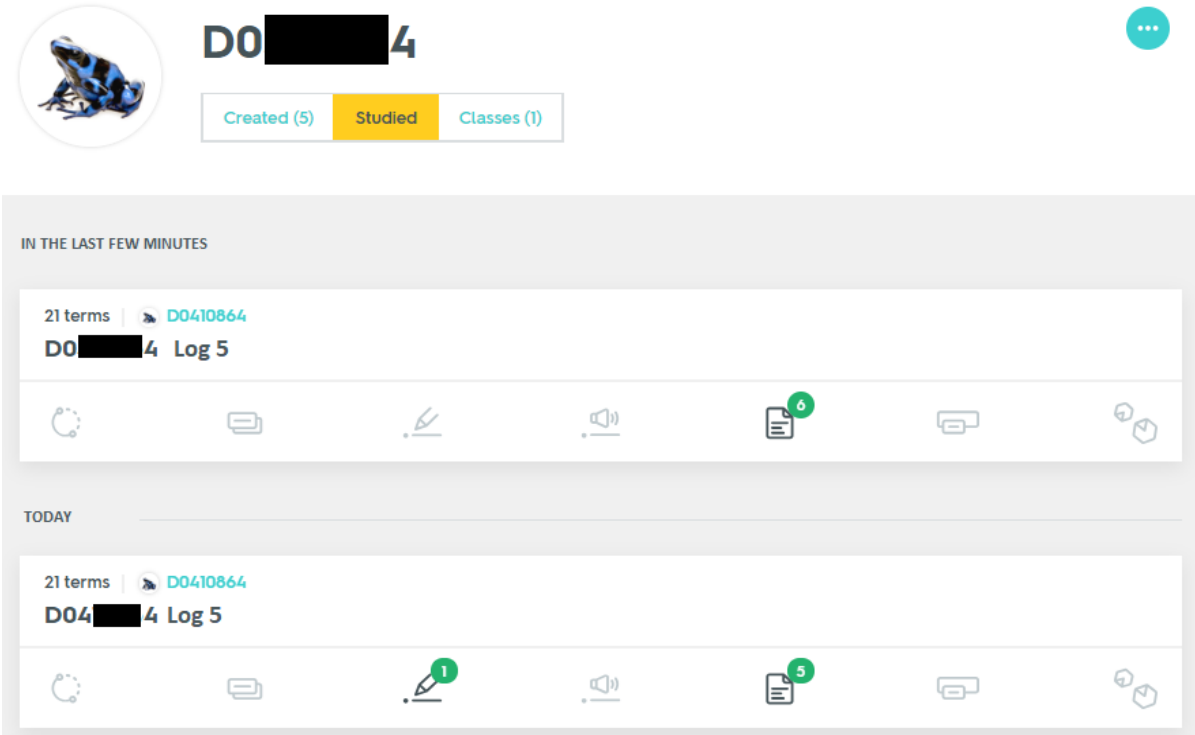 D0 4
Created (5) Studied Classes (1)
IN THE LAST FEW MINUTES
21 terms D0410864
D0 4 Log 5
6
TODAY
21 terms D0410864
D04 4 Log 5
1 5